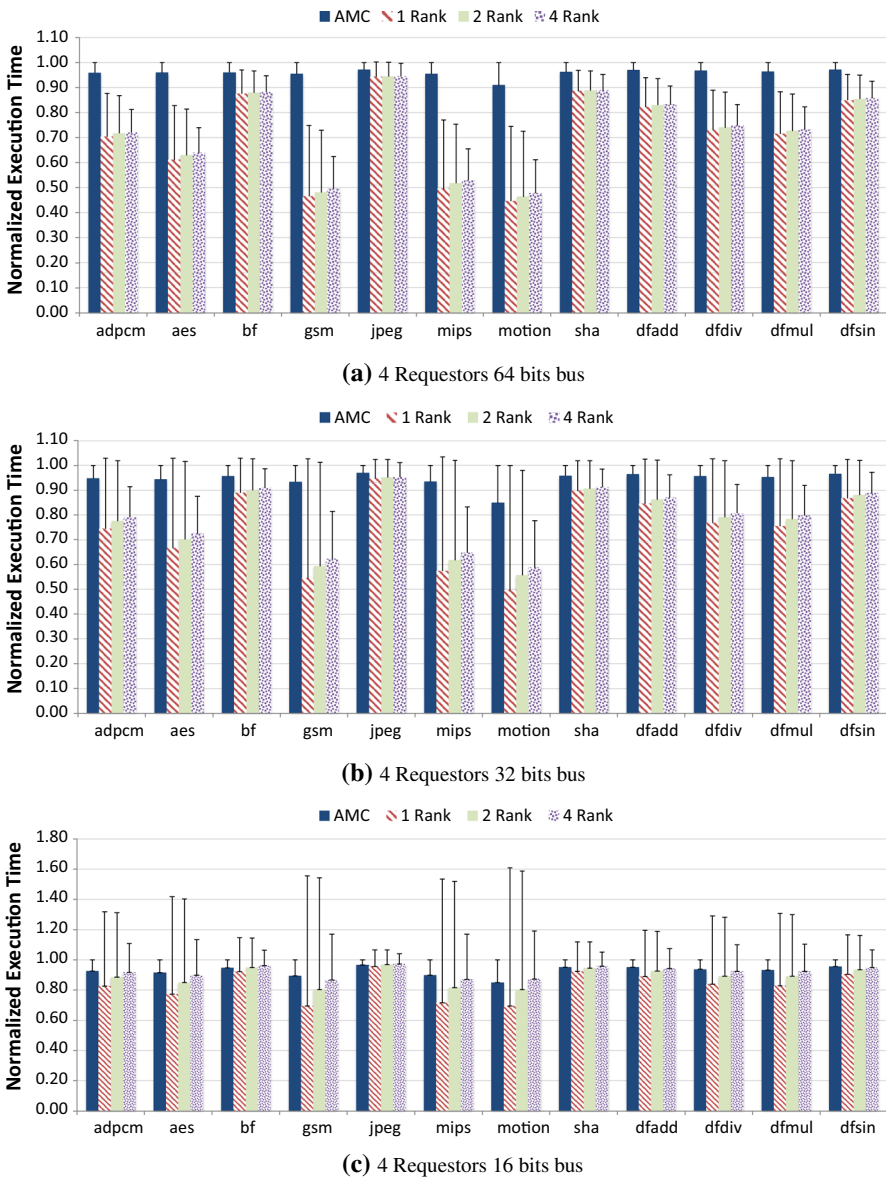 AMC 1 Rank 2 Rank 4 Rank
Normalized Execution Time
1.10
1.00
0.90
0.80
0.70
0.60
0.50
0.40
0.30
0.20
0.10
0.00
adpcm aes bf gsm jpeg mips motion sha dfadd dfdiv dfmul dfsin
(a) 4 Requestors 64 bits bus
AMC 1 Rank 2 Rank 4 Rank
Normalized Execution Time
1.10
1.00
0.90
0.80
0.70
0.60
0.50
0.40
0.30
0.20
0.10
0.00
adpcm aes bf gsm jpeg mips motion sha dfadd dfdiv dfmul dfsin
(b) 4 Requestors 32 bits bus
AMC 1 Rank 2 Rank 4 Rank
Normalized Execution Time
1.80
1.60
1.40
1.20
1.00
0.80
0.60
0.40
0.20
0.00
adpcm aes bf gsm jpeg mips motion sha dfadd dfdiv dfmul dfsin
(c) 4 Requestors 16 bits bus